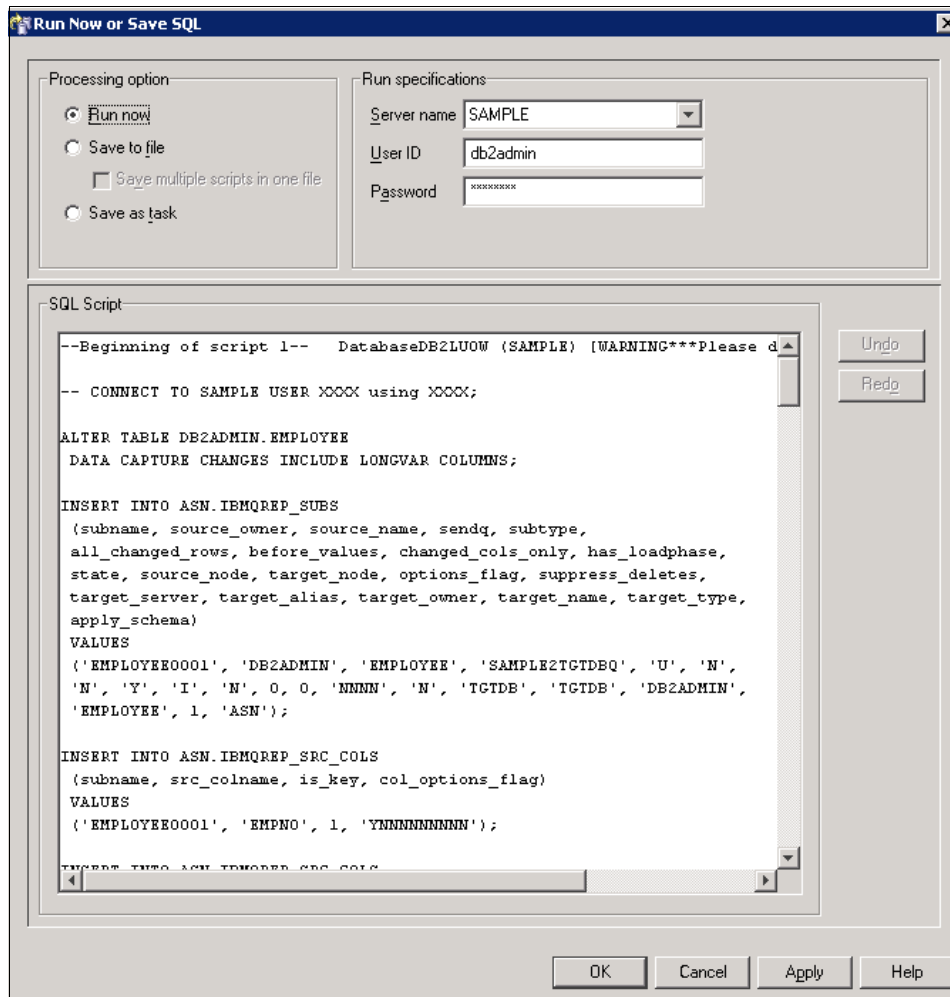 Run Now or Save SQL
Processing option
Run now
Save to file
Save multiple scripts in one file
Save as task
Run specifications
Server name SAMPLE
User ID db2admin
Password xxxxxxxx
SQL Script
--Beginning of script 1-- DatabaseDB2LUOW (SAMPLE) [WARNING***Please d
-- CONNECT TO SAMPLE USER XXXX using XXXX;
ALTER TABLE DB2ADMIN.EMPLOYEE
DATA CAPTURE CHANGES INCLUDE LONGVAR COLUMNS;
INSERT INTO ASN.IBMQREP_SUBS
(subname, source_owner, source_name, sendq, subtype,
all_changed_rows, before_values, changed_cols_only, has_loadphase,
state, source_node, target_node, options_flag, suppress_deletes,
target_server, target_alias, target_owner, target_name, target_type,
apply_schema)
VALUES
('EMPLOYEE0001', 'DB2ADMIN', 'EMPLOYEE', 'SAMPLE2TGTDBQ', 'U', 'N',
'N', 'Y', 'I', 'N', 0, 0, 'NNNN', 'N', 'TGTDB', 'TGTDB', 'DB2ADMIN',
'EMPLOYEE', 1, 'ASN');
INSERT INTO ASN.IBMQREP_SRC_COLS
(subname, src_colname, is_key, col_options_flag)
VALUES
('EMPLOYEE0001', 'EMPNO', 1, 'YNNNNNNNNN');
INSERT INTO ASN.IBMQREP_SRC_COLS
Undo
Redo
OK
Cancel
Apply
Help